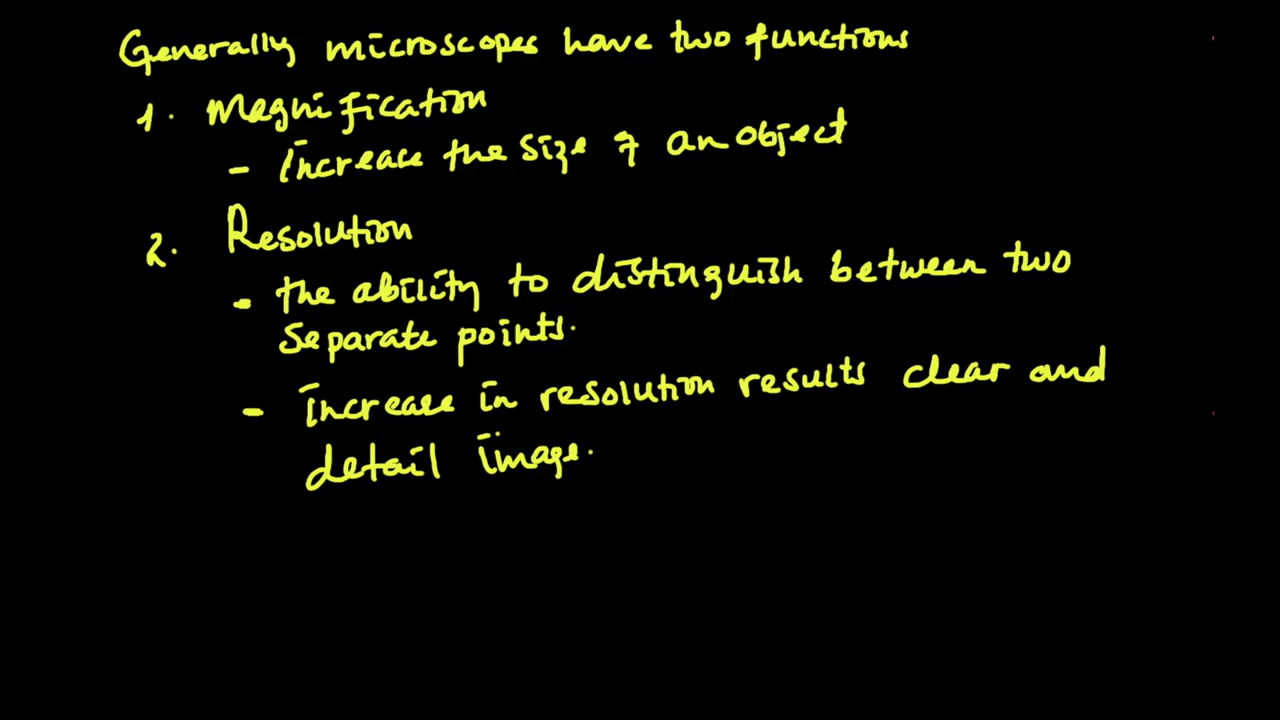 Generally microscopes have two functions
1. Magnification
- Increase the size of an object
2. Resolution
- the ability to distinguish between two
separate points.
- increase in resolution results clear and
detail image.